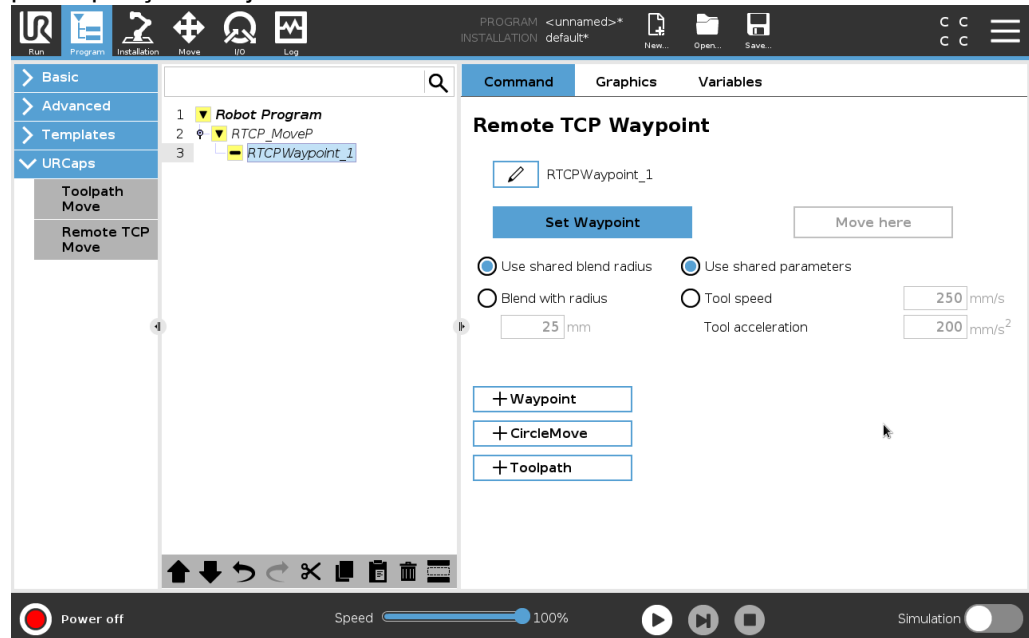 PROGRAM <unnamed>*
INSTALLATION default*
UR
Run
Program
Installation
Move
I/O
Log
New...
Open...
Save...
C C
C C
Basic
Advanced
Templates
URCaps
Toolpath
Move
Remote TCP
Move
1 Robot Program
2 RTCP_MoveP
3 RTCPWaypoint_1
Command Graphics Variables
Remote TCP Waypoint
RTCPWaypoint_1
Set Waypoint Move here
Use shared blend radius Use shared parameters
Blend with radius Tool speed 250 mm/s
25 mm Tool acceleration 200 mm/s²
+ Waypoint
+ CircleMove
+ Toolpath
Power off Speed 100% Simulation